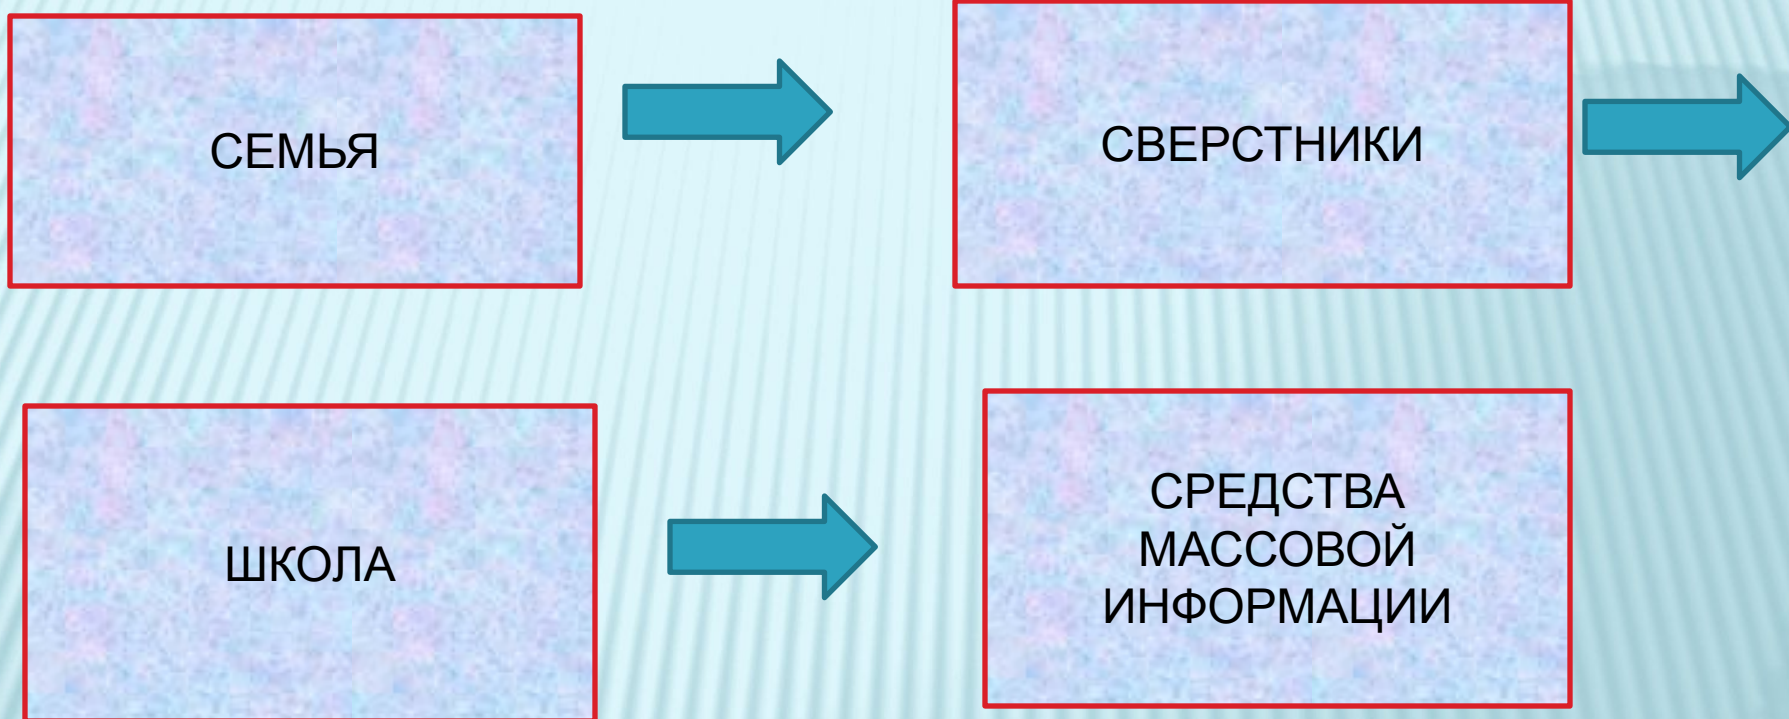 СЕМЬЯ
СВЕРСТНИКИ
ШКОЛА
СРЕДСТВА
МАССОВОЙ
ИНФОРМАЦИИ